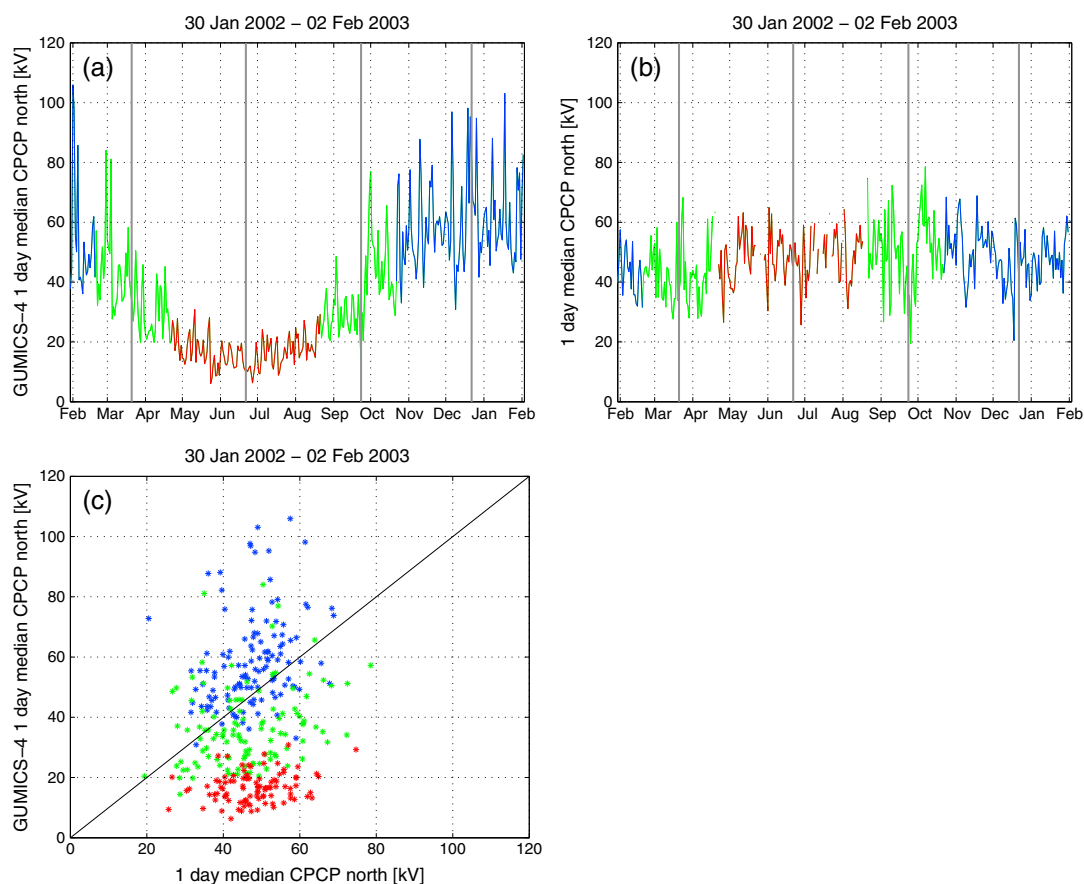 30 Jan 2002 − 02 Feb 2003
(a)
GUMICS−4 1 day median CPCP north [kV]
120
100
80
60
40
20
0
Feb Mar Apr May Jun Jul Aug Sep Oct Nov Dec Jan Feb
30 Jan 2002 − 02 Feb 2003
(b)
1 day median CPCP north [kV]
120
100
80
60
40
20
0
Feb Mar Apr May Jun Jul Aug Sep Oct Nov Dec Jan Feb
30 Jan 2002 − 02 Feb 2003
(c)
GUMICS−4 1 day median CPCP north [kV]
120
100
80
60
40
20
0
0 20 40 60 80 100 120
1 day median CPCP north [kV]